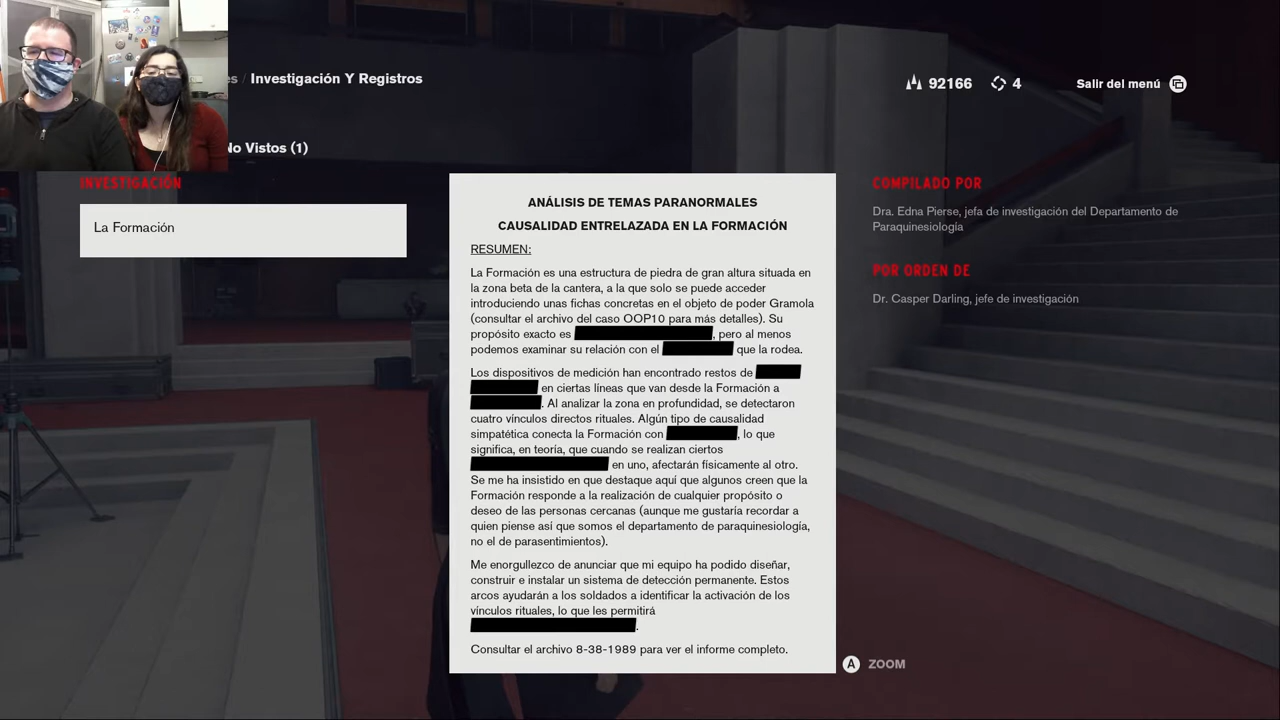 es / Investigación Y Registros
92166
4
Salir del menú
No Vistos (1)
INVESTIGACIÓN
La Formación
ANÁLISIS DE TEMAS PARANORMALES
CAUSALIDAD ENTRELAZADA EN LA FORMACIÓN
RESUMEN:
La Formación es una estructura de piedra de gran altura situada en
la zona beta de la cantera, a la que solo se puede acceder
introduciendo unas fichas concretas en el objeto de poder Gramola
(consultar el archivo del caso OOP10 para más detalles). Su
propósito exacto es , pero al menos
podemos examinar su relación con el que la rodea.
Los dispositivos de medición han encontrado restos de
en ciertas líneas que van desde la Formación a
. Al analizar la zona en profundidad, se detectaron
cuatro vínculos directos rituales. Algún tipo de causalidad
simpatética conecta la Formación con , lo que
significa, en teoría, que cuando se realizan ciertos
en uno, afectarán físicamente al otro.
Se me ha insistido en que destaque aquí que algunos creen que la
Formación responde a la realización de cualquier propósito o
deseo de las personas cercanas (aunque me gustaría recordar a
quien piense así que somos el departamento de paraquinesiología,
no el de parasentimientos).
Me enorgullezco de anunciar que mi equipo ha podido diseñar,
construir e instalar un sistema de detección permanente. Estos
arcos ayudarán a los soldados a identificar la activación de los
vínculos rituales, lo que les permitirá
.
Consultar el archivo 8-38-1989 para ver el informe completo.
COMPILADO POR
Dra. Edna Pierse, jefa de investigación del Departamento de
Paraquinesiología
POR ORDEN DE
Dr. Casper Darling, jefe de investigación
A ZOOM